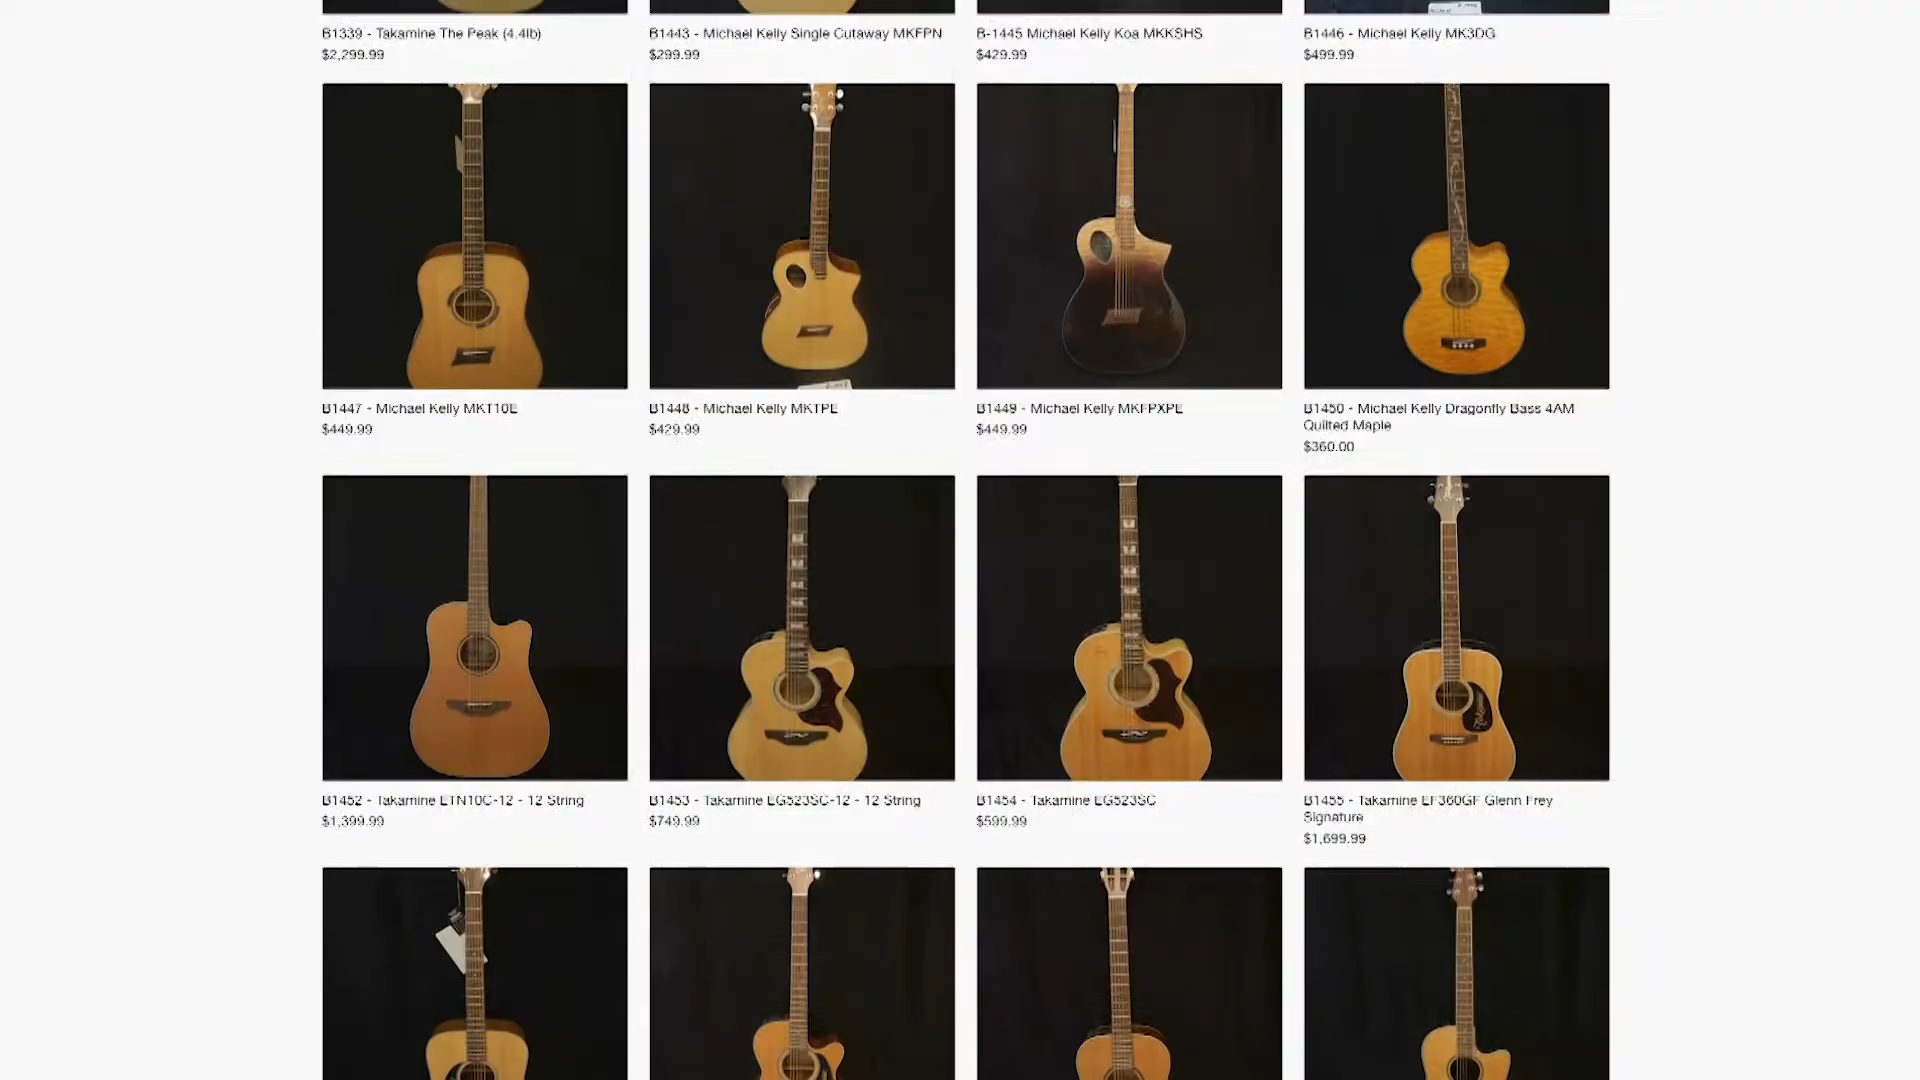 B1339 - Takamine The Peak (4.4lb)
$2,299.99
B1443 - Michael Kelly Single Cutaway MKFPN
$299.99
B-1445 Michael Kelly Koa MKKSHS
$429.99
B1446 - Michael Kelly MK3DG
$499.99
B1447 - Michael Kelly MKT10E
$449.99
B1448 - Michael Kelly MKTPE
$429.99
B1449 - Michael Kelly MKFPXPE
$449.99
B1450 - Michael Kelly Dragonfly Bass 4AM
Quilted Maple
$360.00
B1452 - Takamine ETN10C-12 - 12 String
$1,399.99
B1453 - Takamine EG523SC-12 - 12 String
$749.99
B1454 - Takamine EG523SC
$599.99
B1455 - Takamine EF360GF Glenn Frey
Signature
$1,699.99